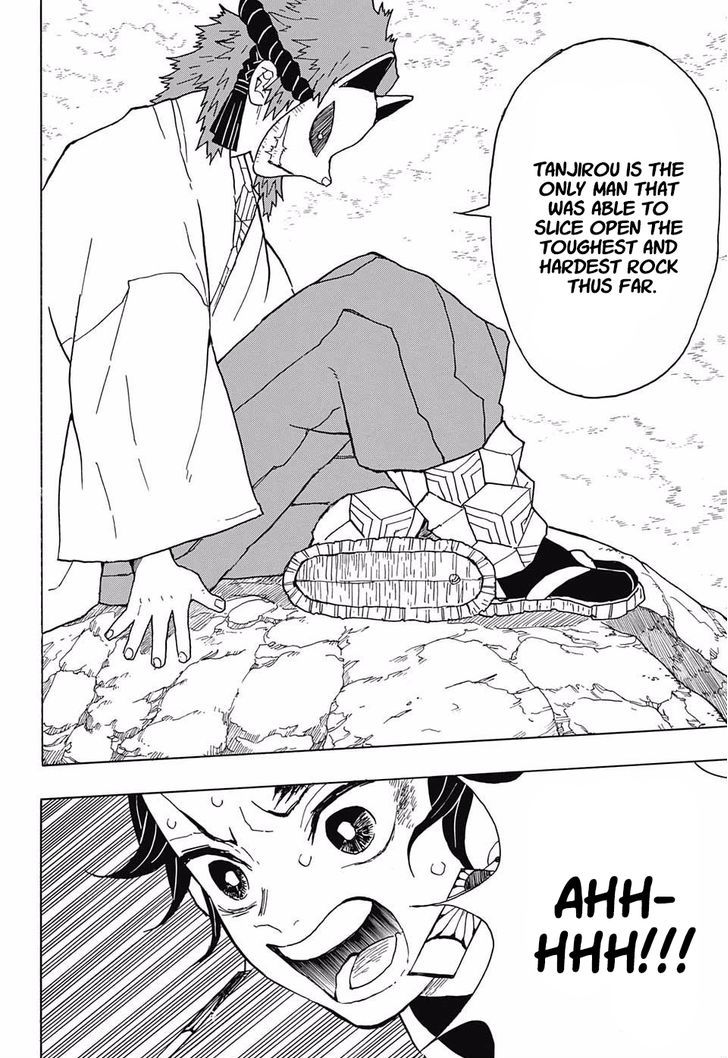 TANJIROU IS THE
ONLY MAN THAT
WAS ABLE TO
SLICE OPEN THE
TOUGHEST AND
HARDEST ROCK
THUS FAR.
AHH-
HHH!!!